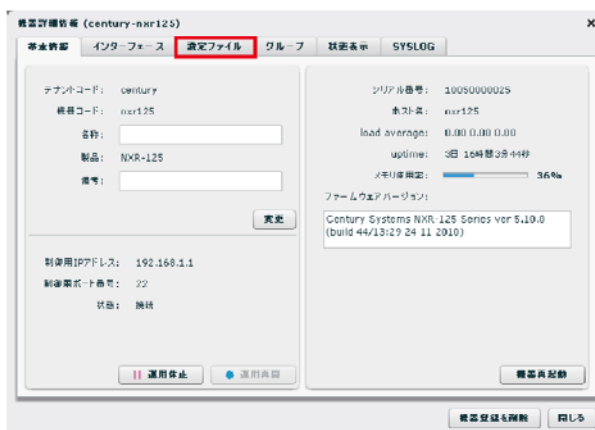 機器詳細情報 (century-nxr125)
基本情報 インターフェース 設定ファイル グループ 状態表示 SYSLOG
テナントコード: century
機器コード: nxr125
名称:
製品: NXR-125
備考:
変更
制御用IPアドレス: 192.168.1.1
制御用ポート番号: 22
状態: 接続
運用休止 運用再開
シリアル番号: 10050000025
ホスト名: nxr125
load average: 0.00 0.00 0.00
uptime: 3日 16時間3分44秒
メモリ使用率: 36%
ファームウェアバージョン:
Century Systems NXR-125 Series ver 5.10.0
(build 44/13:29 24 11 2010)
機器再起動
機器登録を削除 閉じる